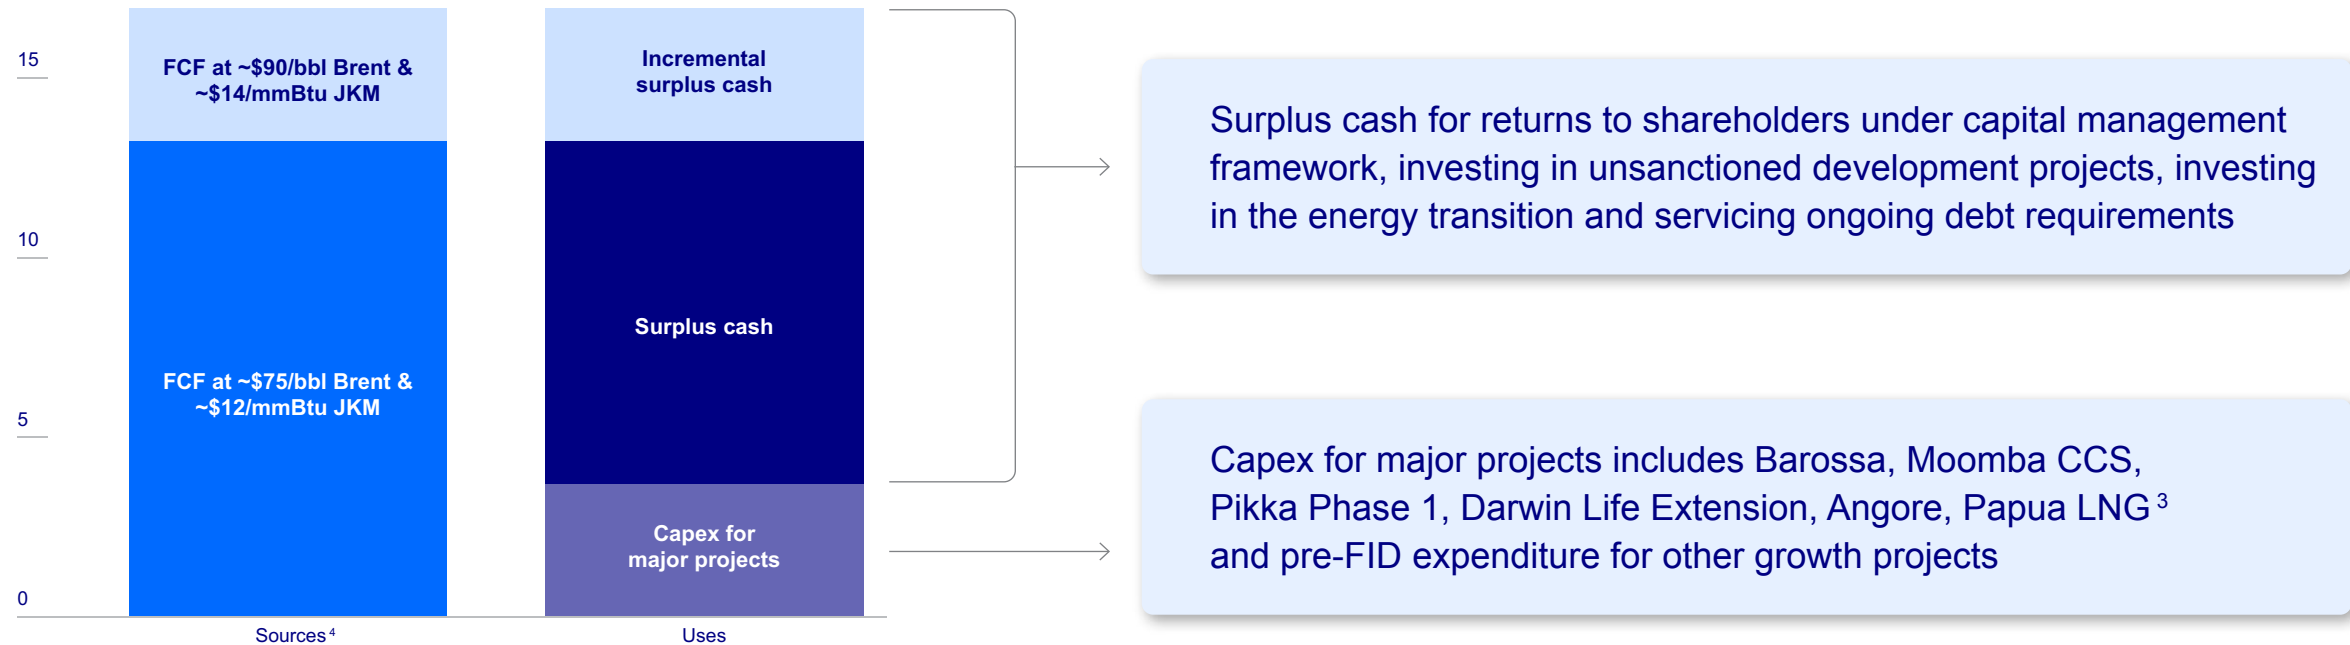 15
10
5
0
FCF at ~$90/bbl Brent &
~$14/mmBtu JKM
FCF at ~$75/bbl Brent &
~$12/mmBtu JKM
Sources 4
Incremental
surplus cash
Surplus cash
Capex for
major projects
Uses
Surplus cash for returns to shareholders under capital management
framework, investing in unsanctioned development projects, investing
in the energy transition and servicing ongoing debt requirements
Capex for major projects includes Barossa, Moomba CCS,
Pikka Phase 1, Darwin Life Extension, Angore, Papua LNG 3
and pre-FID expenditure for other growth projects